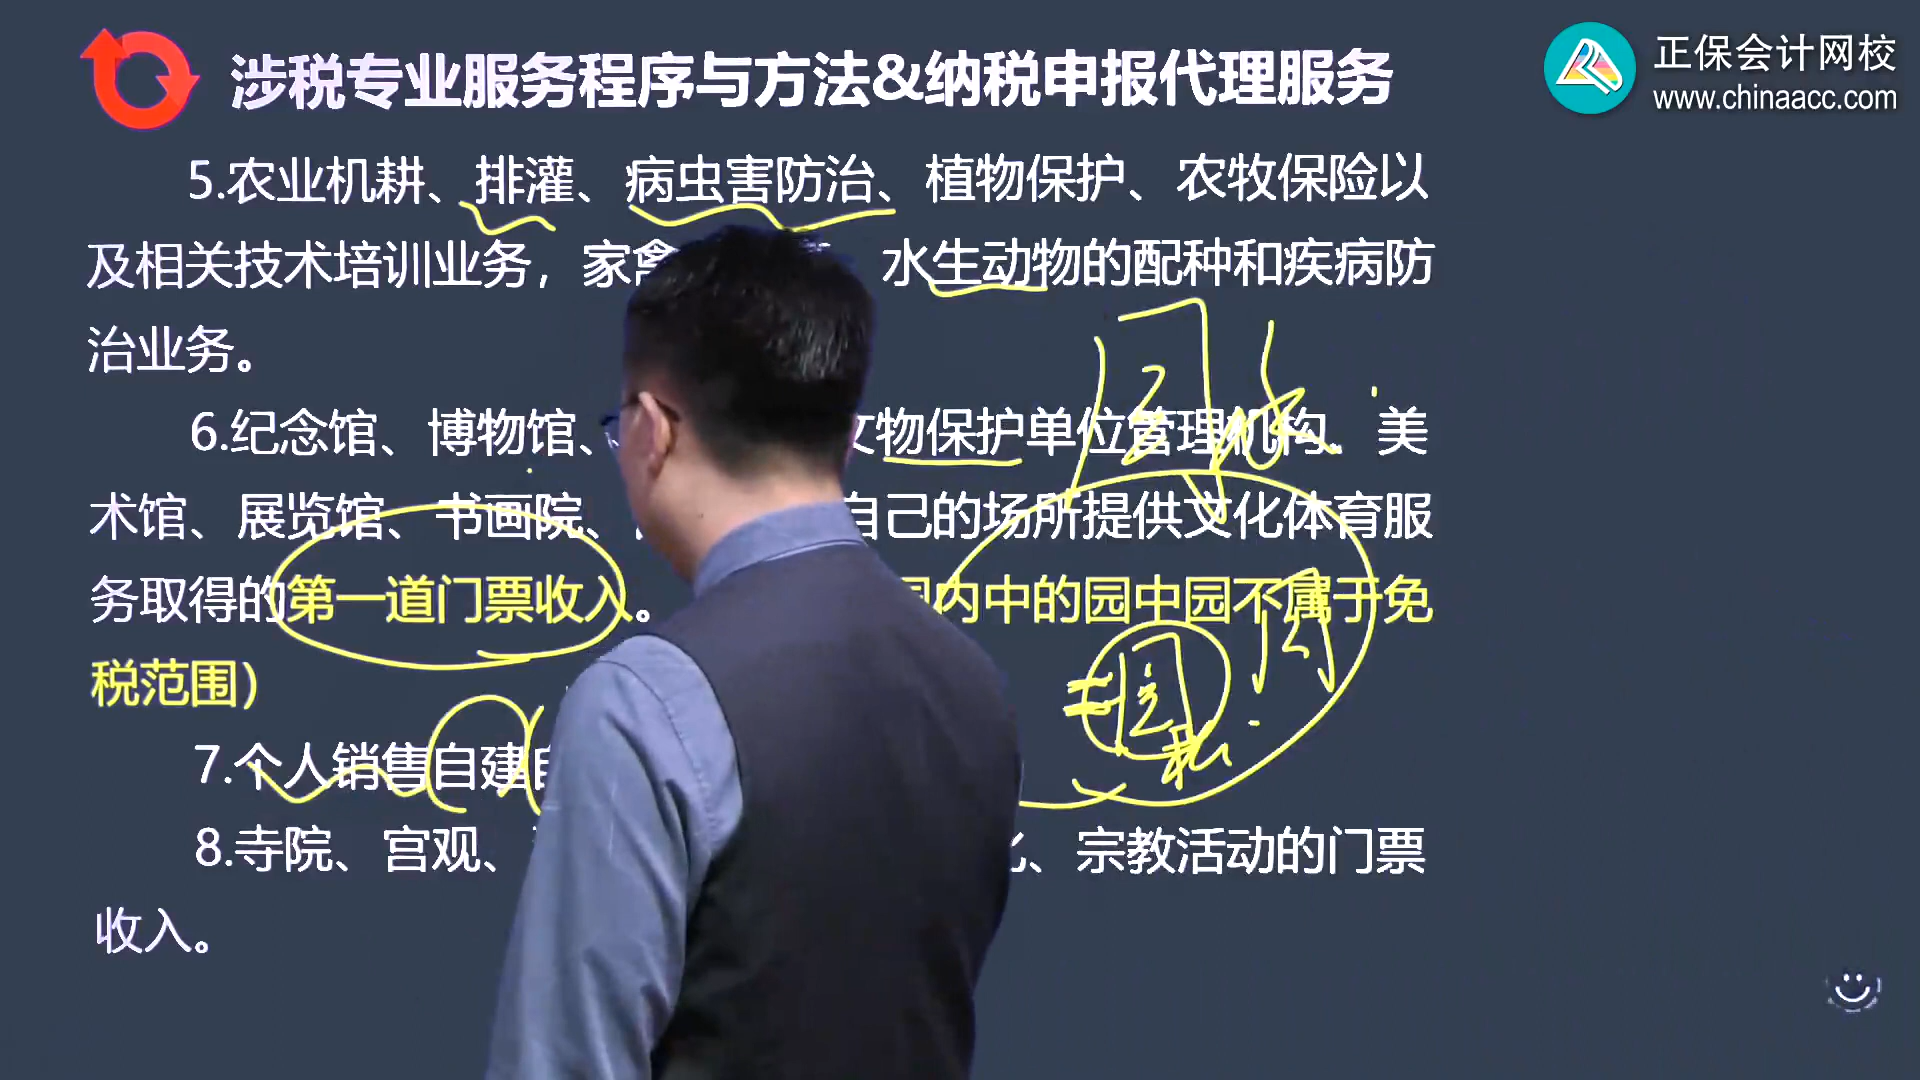 涉税专业服务程序与方法&纳税申报代理服务
正保会计网校
www.chinaacc.com
5.农业机耕、排灌、病虫害防治、植物保护、农牧保险以
及相关技术培训业务，家禽 水生动物的配种和疾病防
治业务。
6.纪念馆、博物馆、 文物保护单位管理机构、美
术馆、展览馆、书画院、 自己的场所提供文化体育服
务取得的第一道门票收入。 园内中的园中园不属于免
税范围）
7.个人销售自建自
8.寺院、宫观、 化、宗教活动的门票
收入。